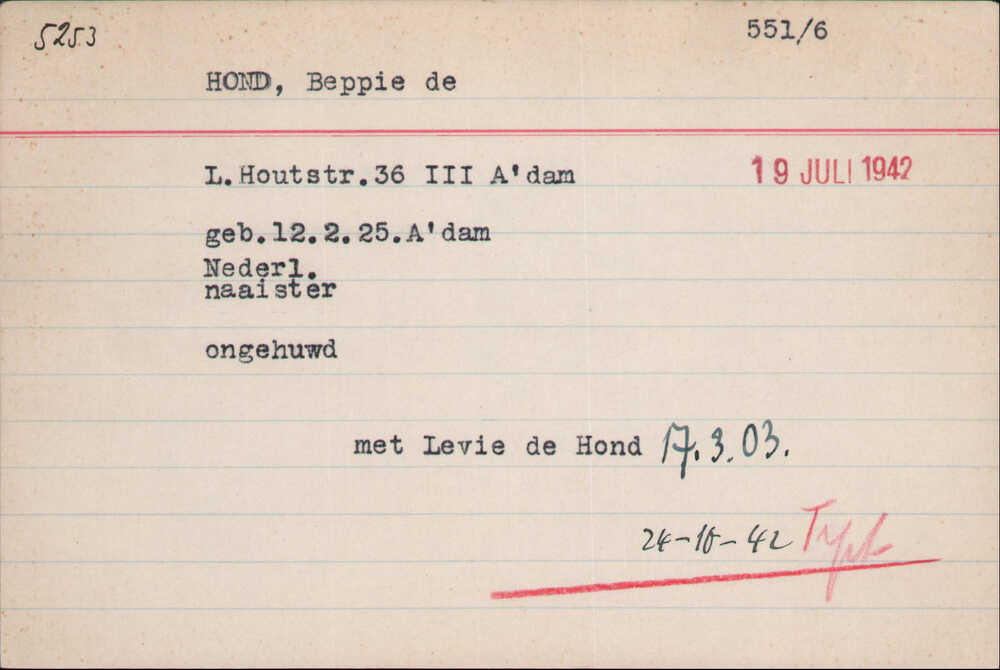 5253
551/6
HOND, Beppie de
L.Houtstr.36 III A'dam
19 JULI 1942
geb.12.2.25.A'dam
Nederl.
naaister
ongehuwd
met Levie de Hond 17.3.03.
24-10-42